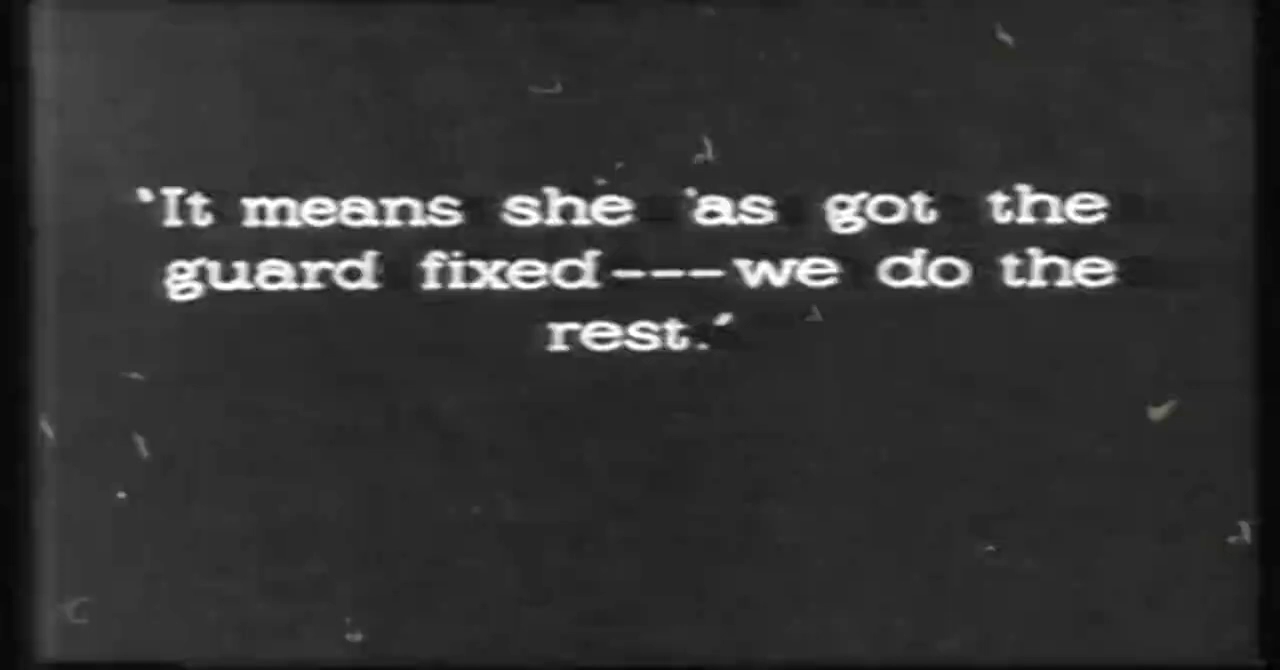 'It means she 'as got the
guard fixed---we do the
rest.'